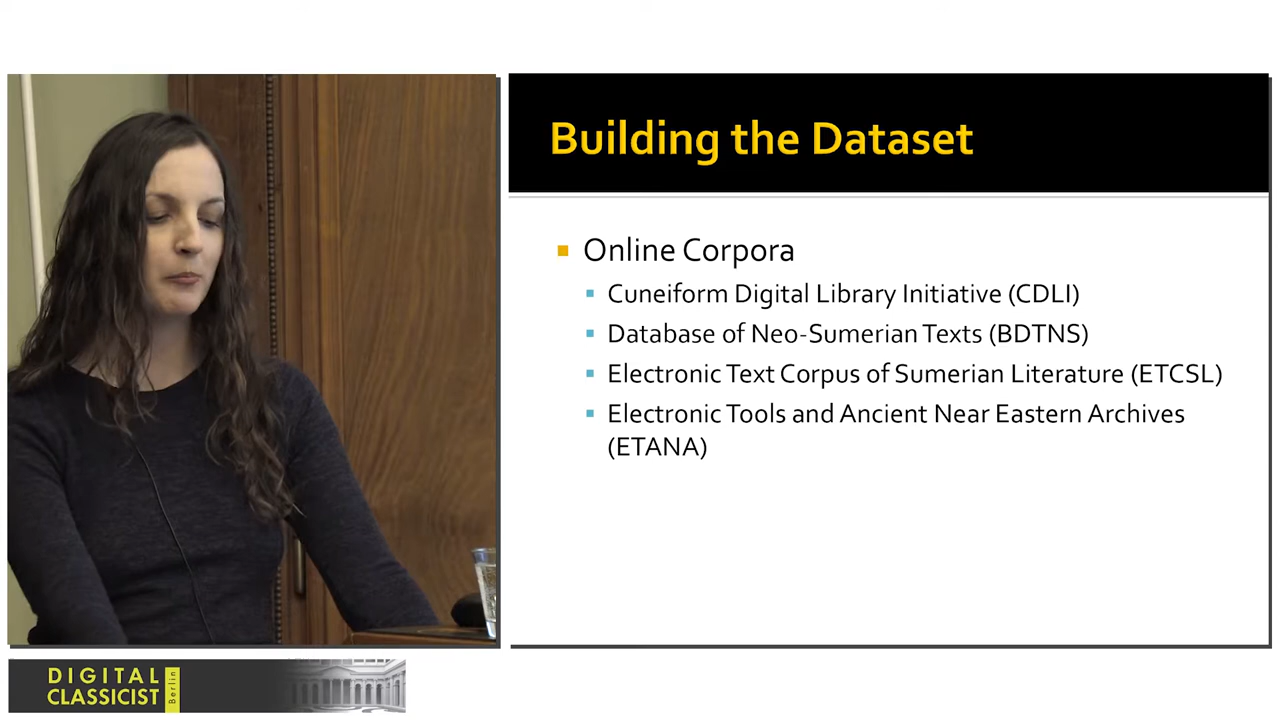 Building the Dataset
Online Corpora
Cuneiform Digital Library Initiative (CDLI)
Database of Neo-Sumerian Texts (BDTNS)
Electronic Text Corpus of Sumerian Literature (ETCSL)
Electronic Tools and Ancient Near Eastern Archives
(ETANA)
DIGITAL
CLASSICIST
Berlin